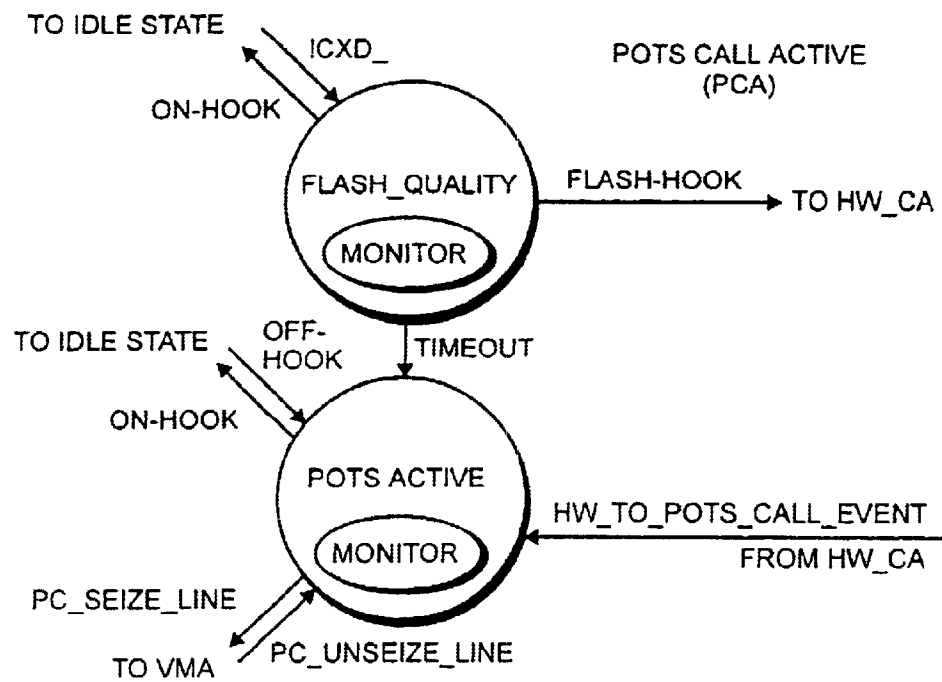 TO IDLE STATE
ICXD_
ON-HOOK
POTS CALL ACTIVE
(PCA)
FLASH_QUALITY
MONITOR
FLASH-HOOK
TO HW_CA
TIMEOUT
TO IDLE STATE
OFF-
HOOK
ON-HOOK
POTS ACTIVE
MONITOR
HW_TO_POTS_CALL_EVENT
FROM HW_CA
PC_SEIZE_LINE
PC_UNSEIZE_LINE
TO VMA